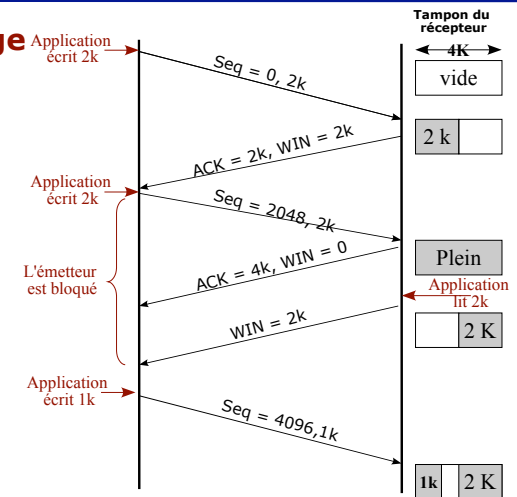 Tampon du
récepteur
ge
Application
écrit 2k
4K
vide
Seq = 0, 2k
2 k
ACK = 2k, WIN = 2k
Application
écrit 2k
Seq = 2048, 2k
Plein
ACK = 4k, WIN = 0
L'émetteur
est bloqué
Application
lit 2k
WIN = 2k
2 K
Application
écrit 1k
Seq = 4096,1k
1k
2 K